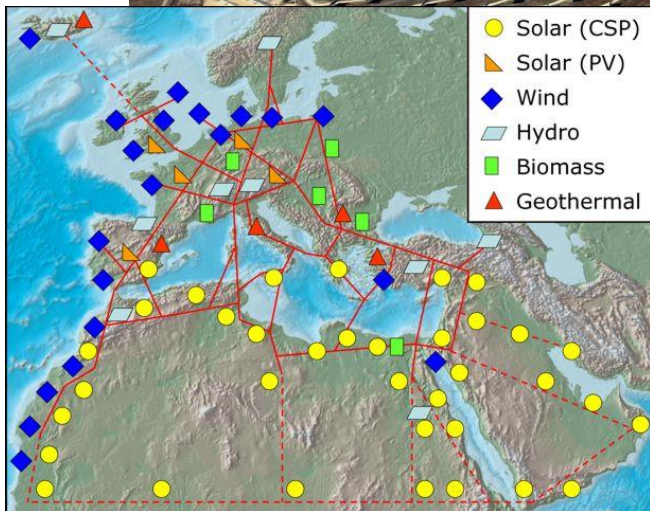 Solar (CSP)
Solar (PV)
Wind
Hydro
Biomass
Geothermal